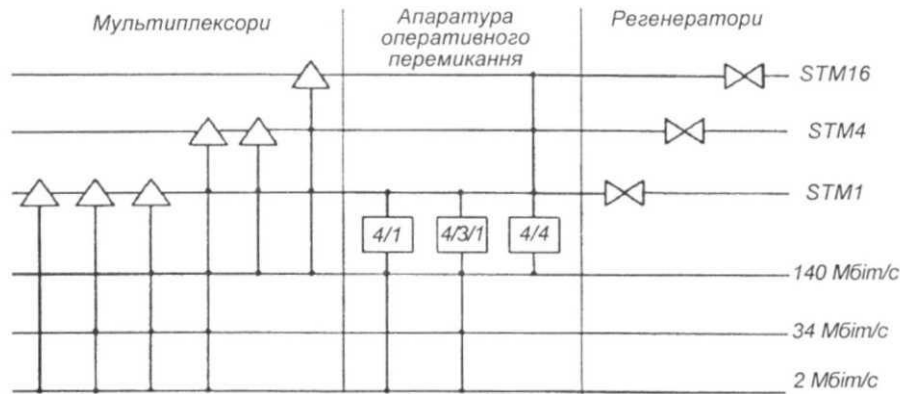 Мультиплексори
Апаратура
оперативного
перемикання
Регенератори
STM16
STM4
STM1
4/1
4/3/1
4/4
140 Мбіт/с
34 Мбіт/с
2 Мбіт/с